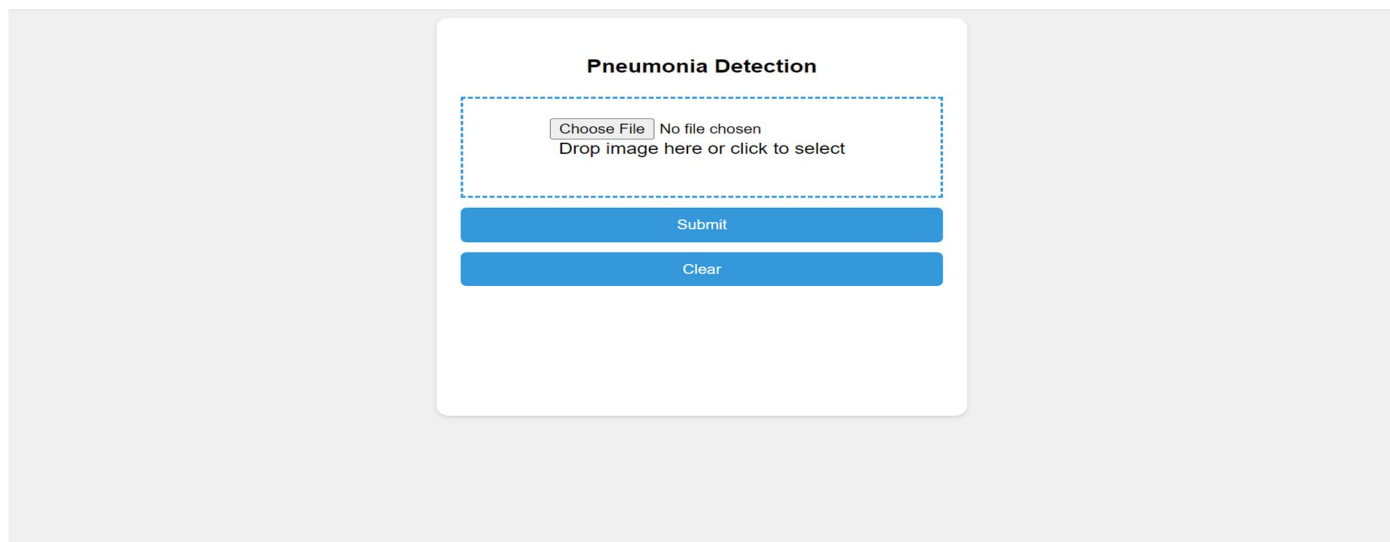 Pneumonia Detection
Choose File No file chosen
Drop image here or click to select
Submit
Clear